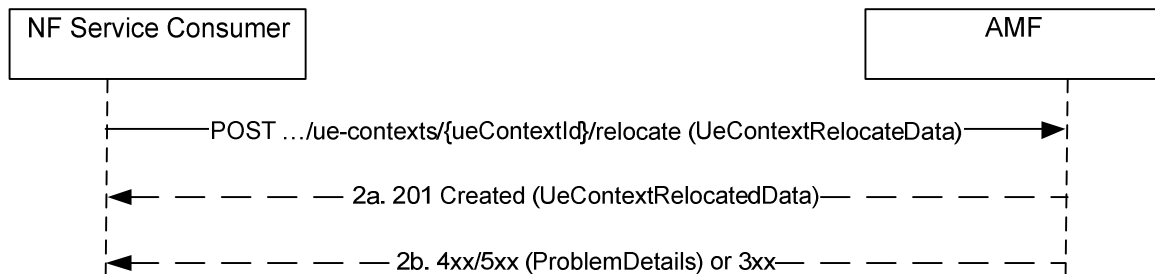 NF Service Consumer
AMF
POST …/ue-contexts/{ueContextId}/relocate (UeContextRelocateData)
2a. 201 Created (UeContextRelocatedData)
2b. 4xx/5xx (ProblemDetails) or 3xx